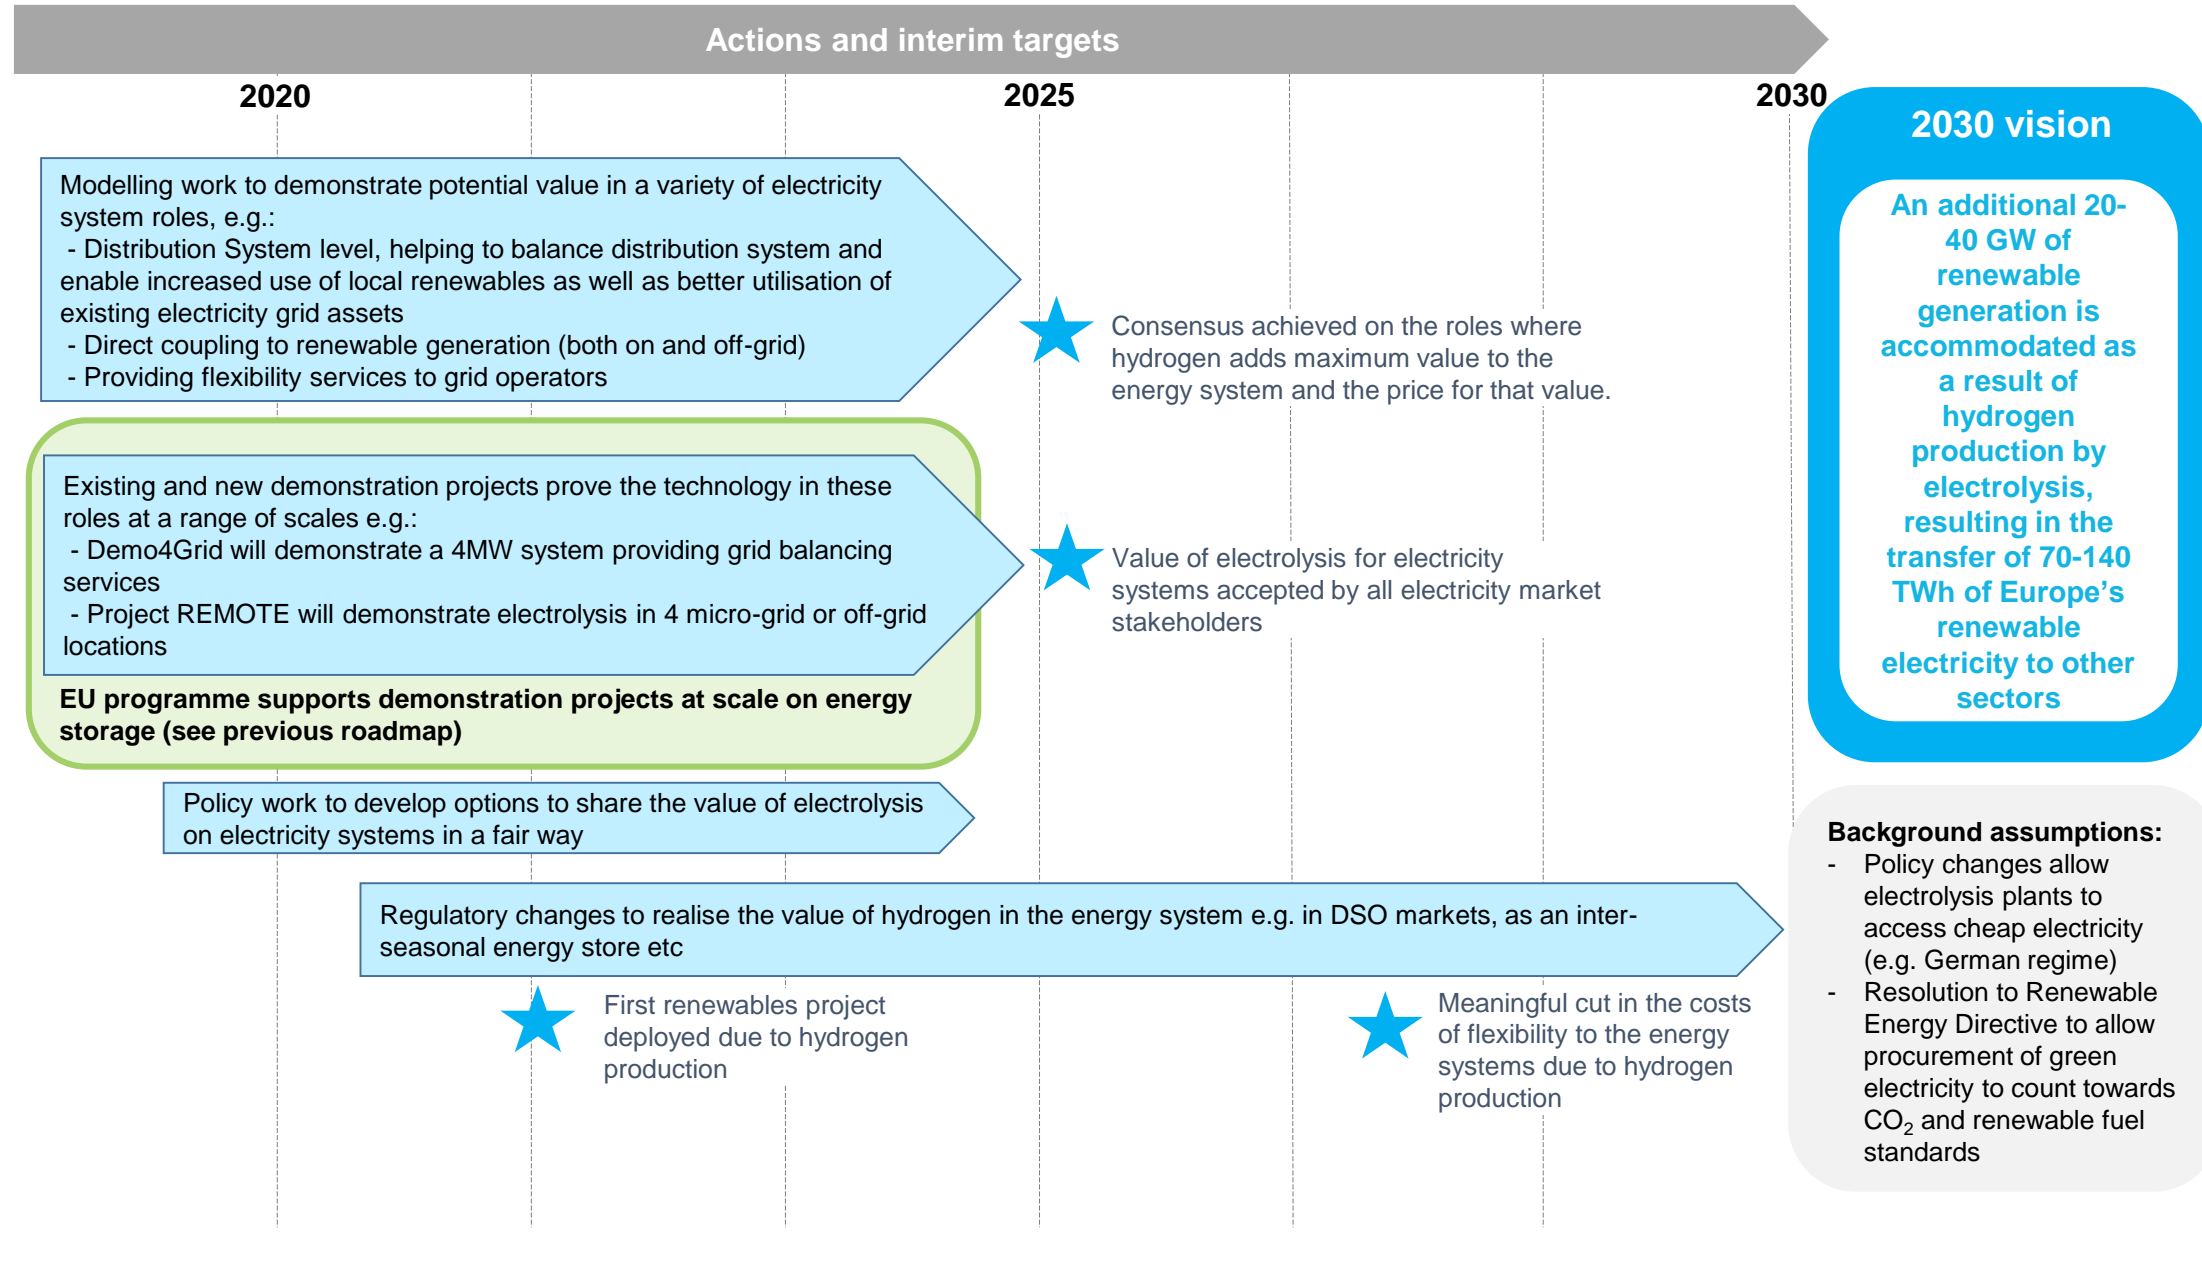 Actions and interim targets
2020
2025
2030
Modelling work to demonstrate potential value in a variety of electricity
system roles, e.g.:
- Distribution System level, helping to balance distribution system and
enable increased use of local renewables as well as better utilisation of
existing electricity grid assets
- Direct coupling to renewable generation (both on and off-grid)
- Providing flexibility services to grid operators
Consensus achieved on the roles where
hydrogen adds maximum value to the
energy system and the price for that value.
Existing and new demonstration projects prove the technology in these
roles at a range of scales e.g.:
- Demo4Grid will demonstrate a 4MW system providing grid balancing
services
- Project REMOTE will demonstrate electrolysis in 4 micro-grid or off-grid
locations
EU programme supports demonstration projects at scale on energy
storage (see previous roadmap)
Value of electrolysis for electricity
systems accepted by all electricity market
stakeholders
Policy work to develop options to share the value of electrolysis
on electricity systems in a fair way
Regulatory changes to realise the value of hydrogen in the energy system e.g. in DSO markets, as an inter-
seasonal energy store etc
First renewables project
deployed due to hydrogen
production
Meaningful cut in the costs
of flexibility to the energy
systems due to hydrogen
production
2030 vision
An additional 20-
40 GW of
renewable
generation is
accommodated as
a result of
hydrogen
production by
electrolysis,
resulting in the
transfer of 70-140
TWh of Europe’s
renewable
electricity to other
sectors
Background assumptions:
- Policy changes allow
electrolysis plants to
access cheap electricity
(e.g. German regime)
- Resolution to Renewable
Energy Directive to allow
procurement of green
electricity to count towards
CO₂ and renewable fuel
standards